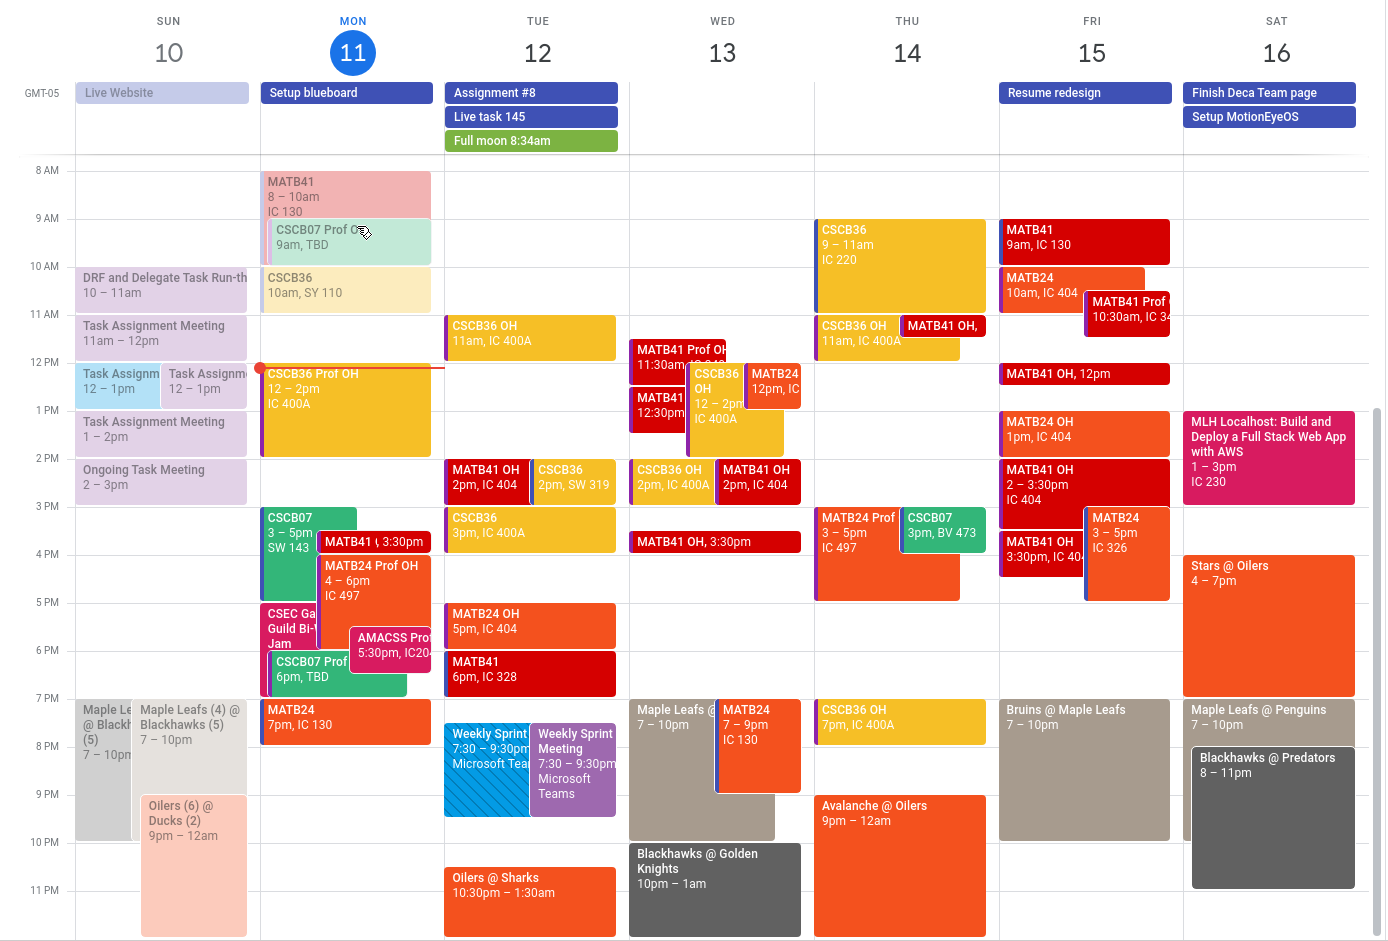 SUN
MON
TUE
WED
THU
FRI
SAT
10
11
12
13
14
15
16
GMT-05
Live Website
Setup blueboard
Assignment #8
Live task 145
Full moon 8:34am
Resume redesign
Finish Deca Team page
Setup MotionEyeOS
8 AM
9 AM
10 AM
11 AM
12 PM
1 PM
2 PM
3 PM
4 PM
5 PM
6 PM
7 PM
8 PM
9 PM
10 PM
11 PM
DRF and Delegate Task Run-th
10 – 11am
Task Assignment Meeting
11am – 12pm
Task Assignm
12 – 1pm
Task Assignm
12 – 1pm
Task Assignment Meeting
1 – 2pm
Ongoing Task Meeting
2 – 3pm
Maple Le
@ Blackh
(5)
7 – 10pm
Maple Leafs (4) @
Blackhawks (5)
7 – 10pm
Oilers (6) @
Ducks (2)
9pm – 12am
MATB41
8 – 10am
IC 130
CSCB07 Prof O
9am, TBD
CSCB36
10am, SY 110
CSCB36 Prof OH
12 – 2pm
IC 400A
CSCB07
3 – 5pm
SW 143
MATB41 , 3:30pm
MATB24 Prof OH
4 – 6pm
IC 497
CSEC Ga
Guild Bi-
Jam
AMACSS Prof
5:30pm, IC204
CSCB07 Prof
6pm, TBD
MATB24
7pm, IC 130
CSCB36 OH
11am, IC 400A
MATB41 OH
2pm, IC 404
CSCB36
2pm, SW 319
CSCB36
3pm, IC 400A
MATB24 OH
5pm, IC 404
MATB41
6pm, IC 328
Weekly Sprint
7:30 – 9:30pm
Microsoft Tea
Weekly Sprint
Meeting
7:30 – 9:30pm
Microsoft
Teams
Oilers @ Sharks
10:30pm – 1:30am
MATB41 Prof OH
11:30am
MATB41
12:30pm
CSCB36
OH
12 – 2pm
IC 400A
MATB24
12pm, IC
CSCB36 OH
2pm, IC 400A
MATB41 OH
2pm, IC 404
MATB41 OH, 3:30pm
Maple Leafs @
7 – 10pm
MATB24
7 – 9pm
IC 130
Blackhawks @ Golden
Knights
10pm – 1am
CSCB36
9 – 11am
IC 220
CSCB36 OH
11am, IC 400A
MATB41 OH,
MATB24 Prof
3 – 5pm
IC 497
CSCB07
3pm, BV 473
CSCB36 OH
7pm, IC 400A
Avalanche @ Oilers
9pm – 12am
MATB41
9am, IC 130
MATB24
10am, IC 404
MATB41 Prof
10:30am, IC 34
MATB41 OH, 12pm
MATB24 OH
1pm, IC 404
MATB41 OH
2 – 3:30pm
IC 404
MATB41 OH
3:30pm, IC 404
MATB24
3 – 5pm
IC 326
Bruins @ Maple Leafs
7 – 10pm
MLH Localhost: Build and
Deploy a Full Stack Web App
with AWS
1 – 3pm
IC 230
Stars @ Oilers
4 – 7pm
Maple Leafs @ Penguins
7 – 10pm
Blackhawks @ Predators
8 – 11pm